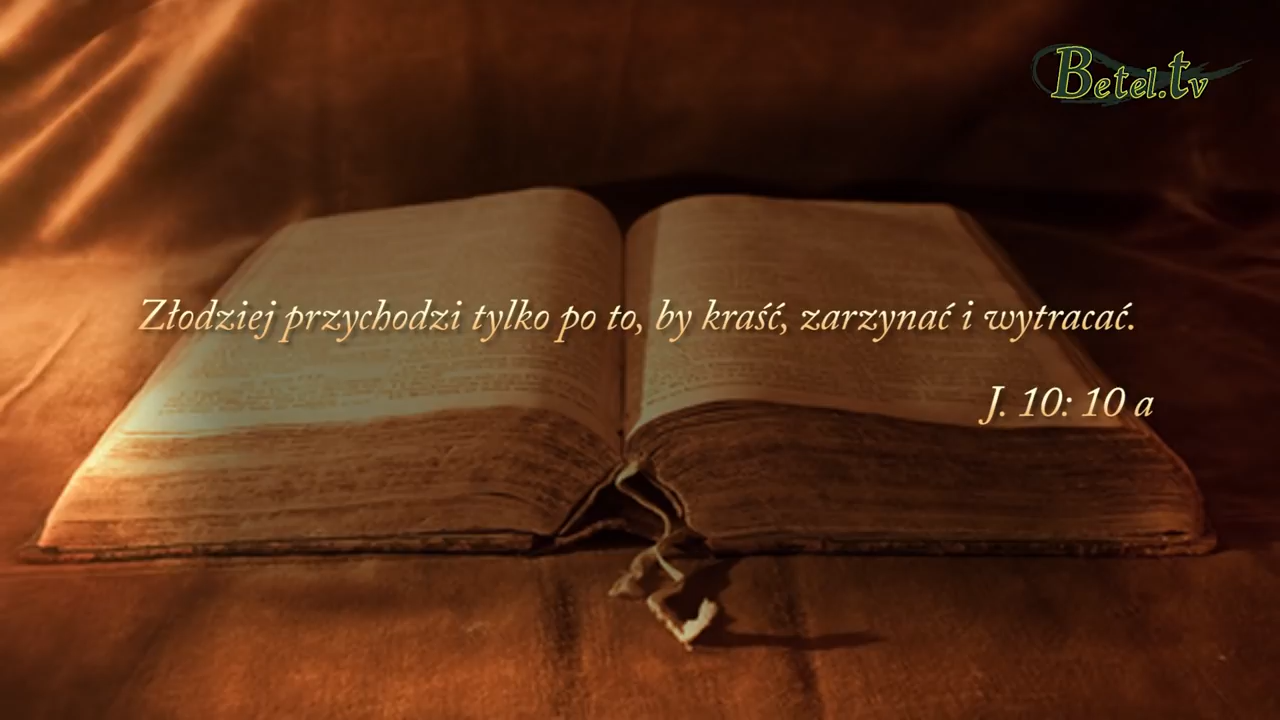 Betel.tv
Złodziej przychodzi tylko po to, by kraść, zarzynać i wytracać.
J. 10: 10 a